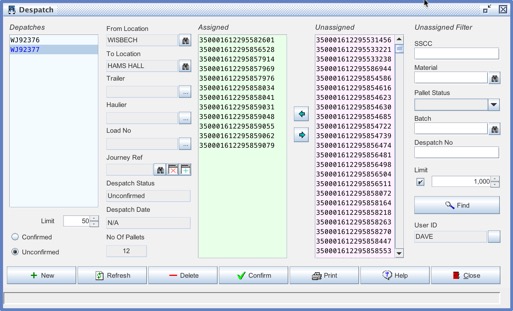 Despatch
Depatches
WJ92376
WJ92377
Limit
50
Confirmed
Unconfirmed
From Location
WISBECH
To Location
HAMS HALL
Trailer
...
Hauler
...
Load No
...
Journey Ref
Despatch Status
Unconfirmed
Despatch Date
N/A
No Of Pallets
12
Assigned
350001612295582601
350001612295856528
350001612295857914
350001612295857969
350001612295857976
350001612295858034
350001612295858041
350001612295859031
350001612295859048
350001612295859055
350001612295859062
350001612295859079
Unassigned
350001612295531456
350001612295533221
350001612295533238
350001612295586944
350001612295854586
350001612295854616
350001612295854623
350001612295854630
350001612295854685
350001612295854722
350001612295854739
350001612295856474
350001612295856481
350001612295856498
350001612295856504
350001612295856511
350001612295858072
350001612295858164
350001612295858218
350001612295858263
350001612295858270
350001612295858447
350001612295858553
Unassigned Filter
SSCC
Material
Pallet Status
Batch
Despatch No
Limit
1,000
Find
User ID
DAVE
New
Refresh
Delete
Confirm
Print
Help
Close